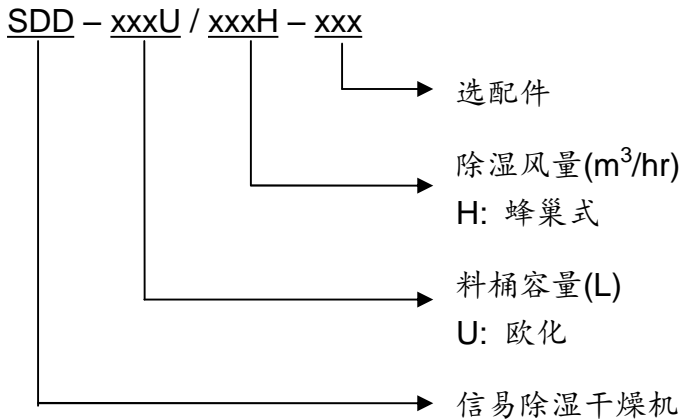 SDD – xxxU / xxxH – xxx
选配件
除湿风量(m³/hr)
H: 蜂巢式
料桶容量(L)
U: 欧化
信易除湿干燥机